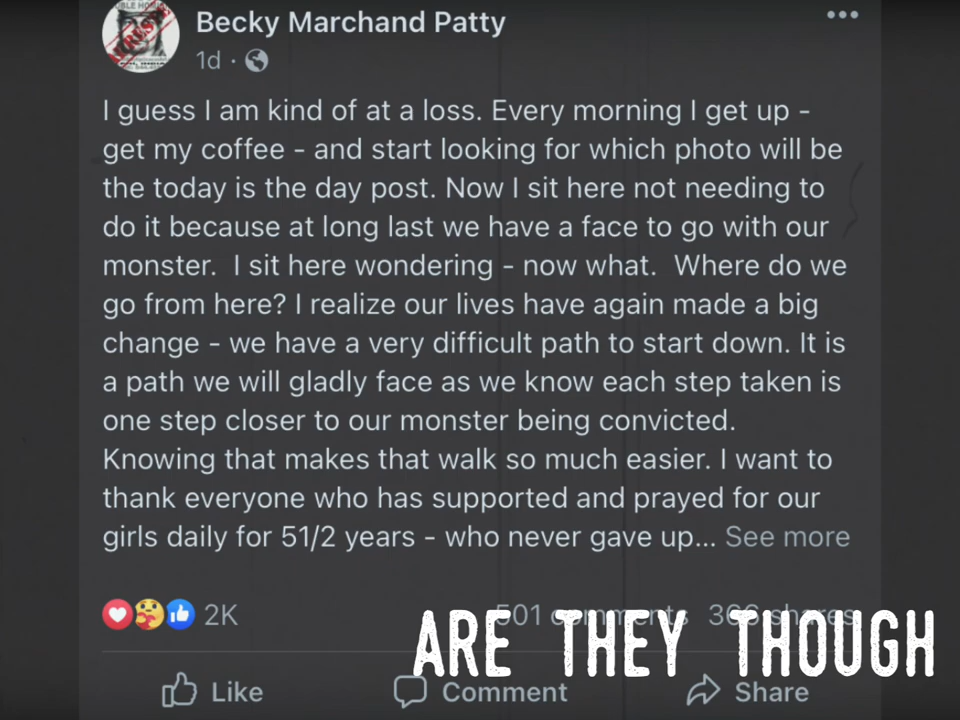 Becky Marchand Patty
1d ·
I guess I am kind of at a loss. Every morning I get up -
get my coffee - and start looking for which photo will be
the today is the day post. Now I sit here not needing to
do it because at long last we have a face to go with our
monster.  I sit here wondering - now what.  Where do we
go from here? I realize our lives have again made a big
change - we have a very difficult path to start down. It is
a path we will gladly face as we know each step taken is
one step closer to our monster being convicted.
Knowing that makes that walk so much easier. I want to
thank everyone who has supported and prayed for our
girls daily for 51/2 years - who never gave up... See more
2K 501 comments shares
ARE THEY THOUGH
Like Comment Share